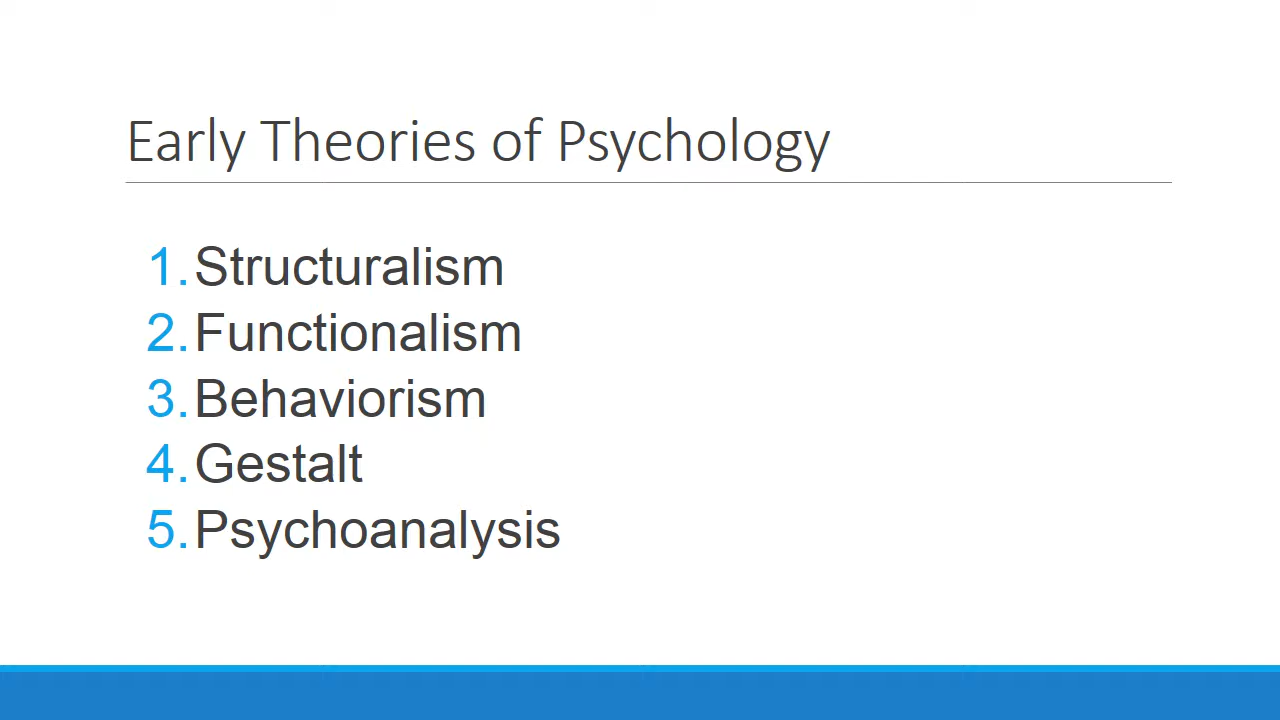 Early Theories of Psychology
1. Structuralism
2. Functionalism
3. Behaviorism
4. Gestalt
5. Psychoanalysis